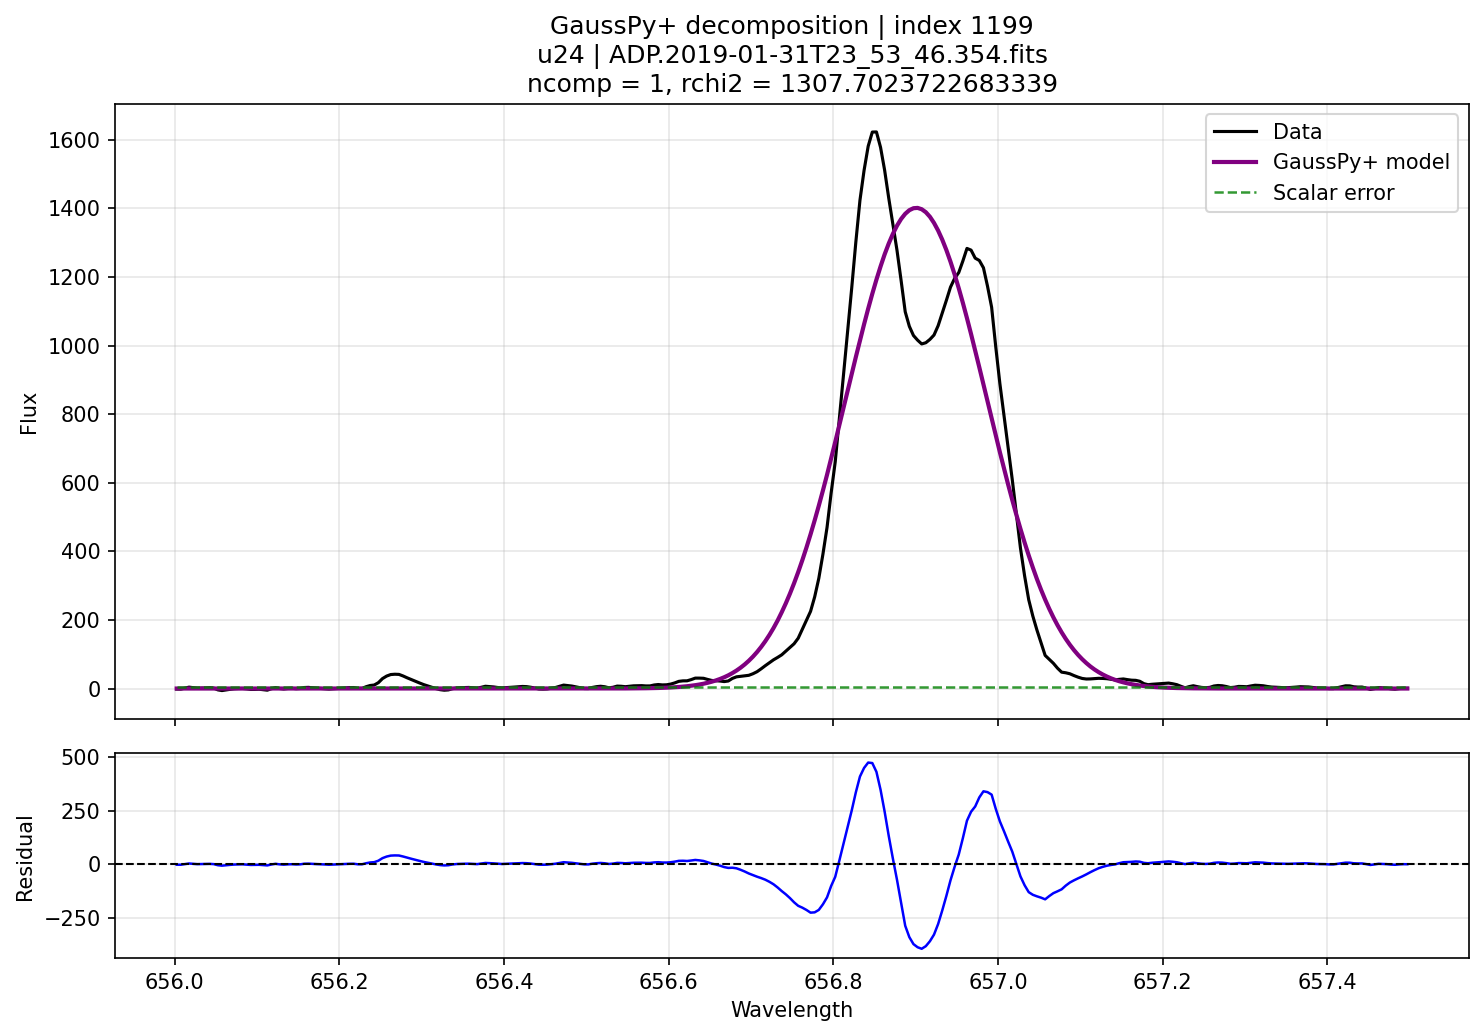 GaussPy+ decomposition | index 1199
u24 | ADP.2019-01-31T23_53_46.354.fits
ncomp = 1, rchi2 = 1307.7023722683339
Data
GaussPy+ model
Scalar error
Flux
1600
1400
1200
1000
800
600
400
200
0
Residual
500
250
0
−250
656.0
656.2
656.4
656.6
656.8
657.0
657.2
657.4
Wavelength